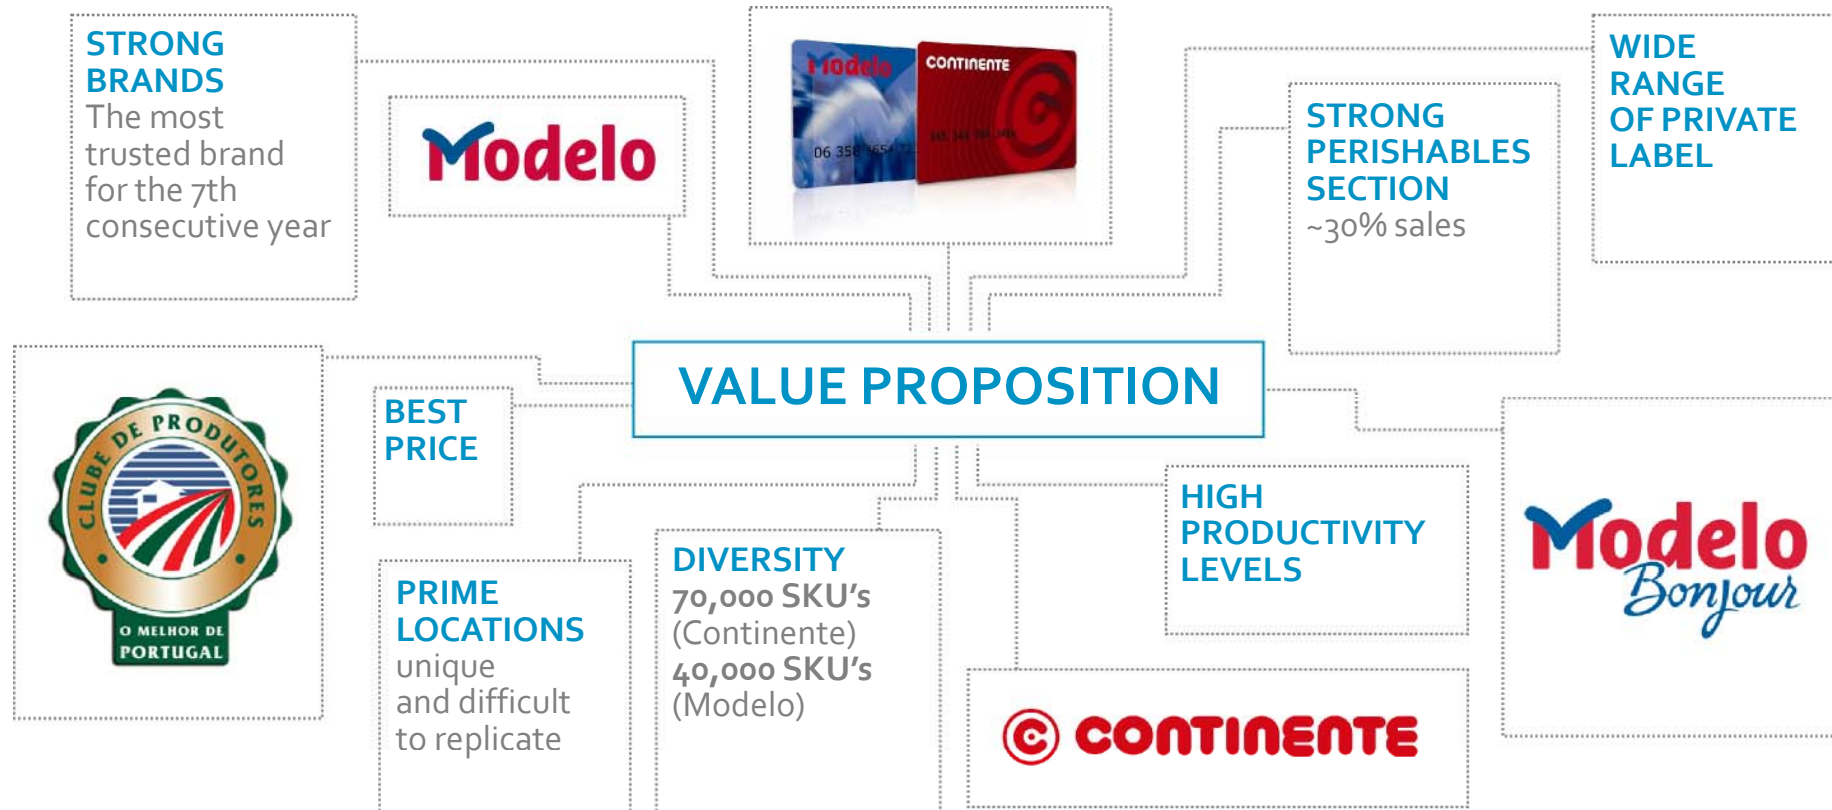 STRONG
BRANDS
The most
trusted brand
for the 7th
consecutive year
Modelo
Modelo
CONTINENTE
STRONG
PERISHABLES
SECTION
~30% sales
WIDE
RANGE
OF PRIVATE
LABEL
VALUE PROPOSITION
CLUBE DE PRODUTORES
O MELHOR DE
PORTUGAL
BEST
PRICE
PRIME
LOCATIONS
unique
and difficult
to replicate
DIVERSITY
70,000 SKU's
(Continente)
40,000 SKU's
(Modelo)
HIGH
PRODUCTIVITY
LEVELS
C CONTINENTE
Modelo
Bonjour